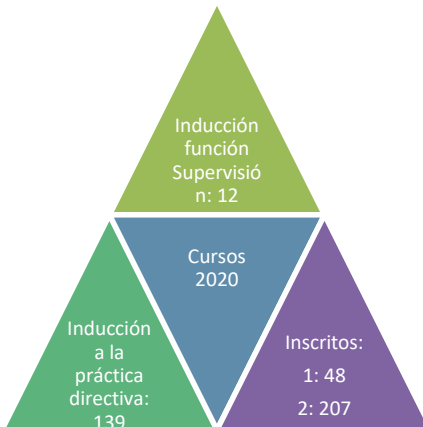 Inducción
función
Supervisió
n: 12
Cursos
2020
Inducción
a la
práctica
directiva:
139
Inscritos:
1: 48
2: 207